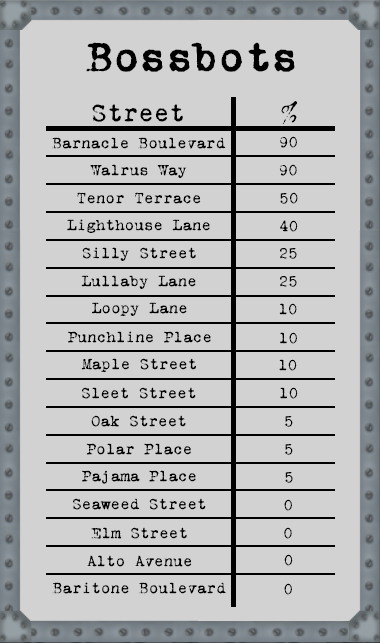 Bossbots
Street %
Barnacle Boulevard 90
Walrus Way 90
Tenor Terrace 50
Lighthouse Lane 40
Silly Street 25
Lullaby Lane 25
Loopy Lane 10
Punchline Place 10
Maple Street 10
Sleet Street 10
Oak Street 5
Polar Place 5
Pajama Place 5
Seaweed Street 0
Elm Street 0
Alto Avenue 0
Baritone Boulevard 0